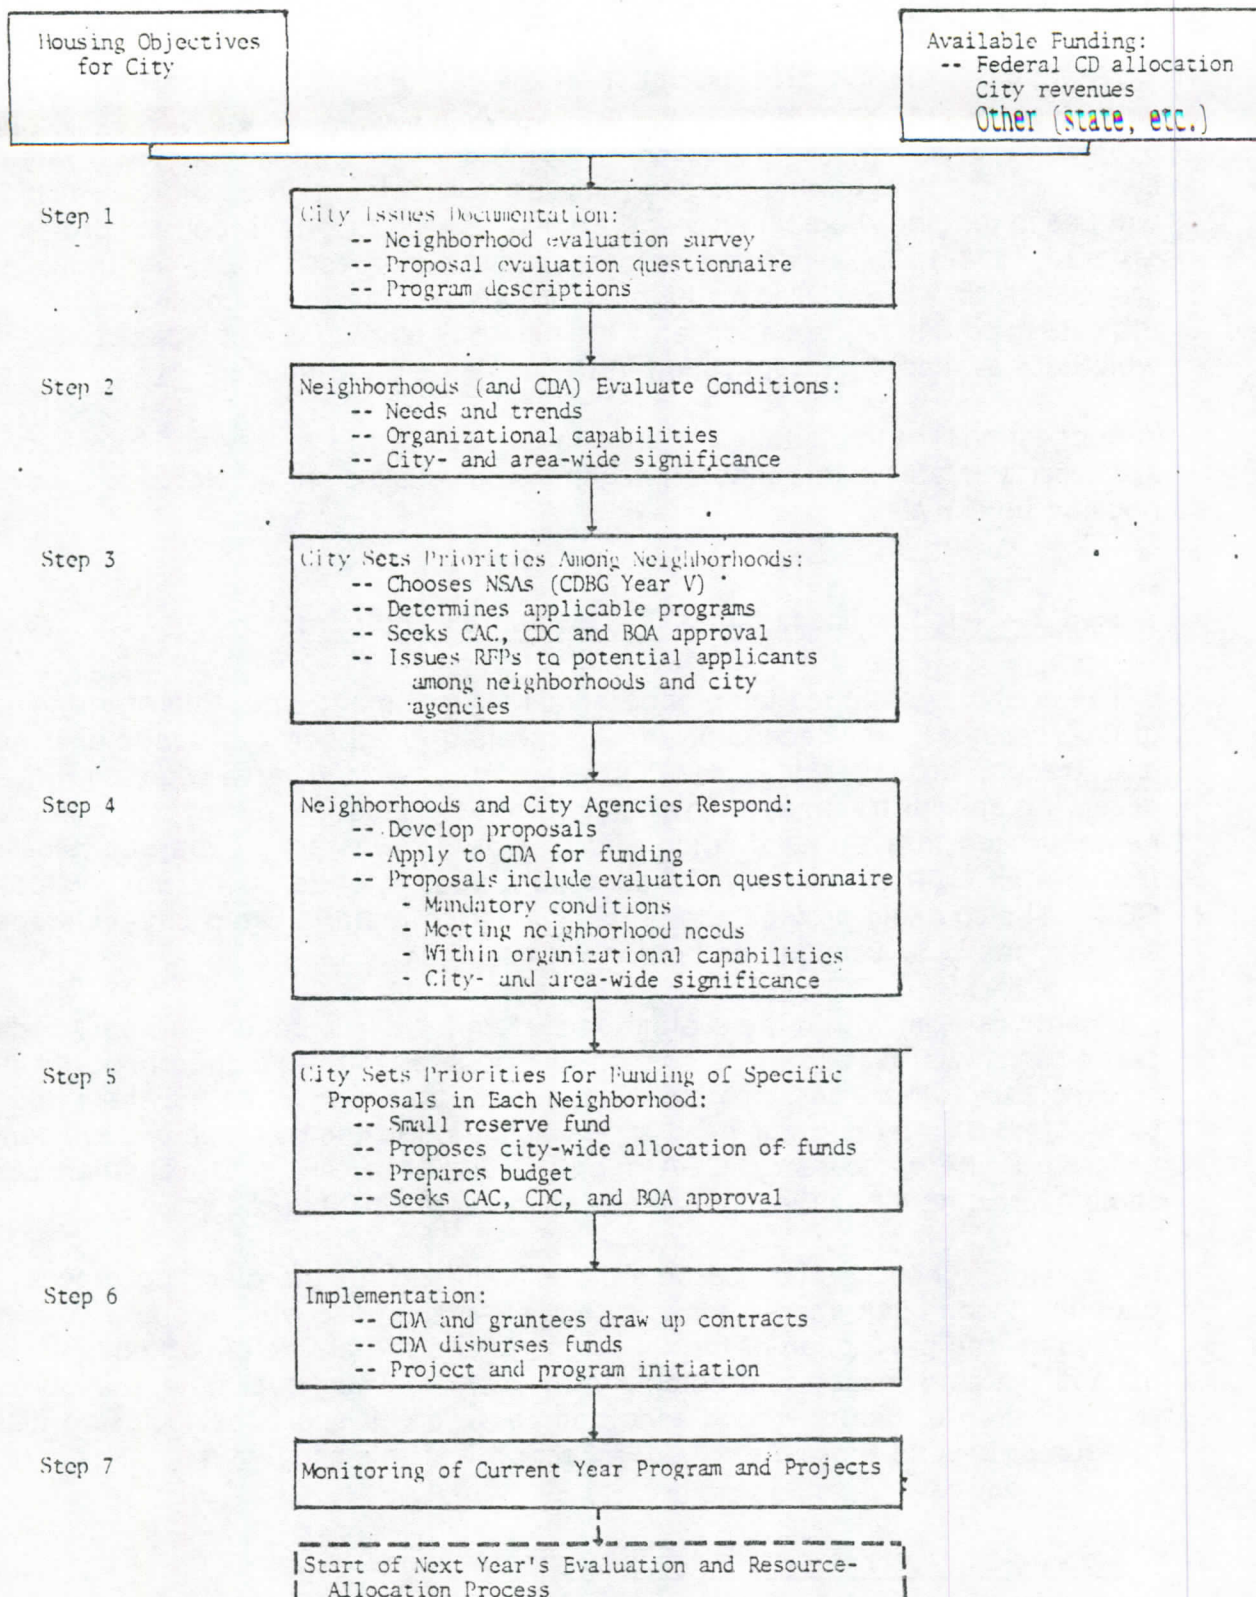 Housing Objectives
for City
Available Funding:
-- Federal CD allocation
City revenues
Other (state, etc.)
Step 1
City Issues Documentation:
-- Neighborhood evaluation survey
-- Proposal evaluation questionnaire
-- Program descriptions
Step 2
Neighborhoods (and CDA) Evaluate Conditions:
-- Needs and trends
-- Organizational capabilities
-- City- and area-wide significance
Step 3
City Sets Priorities Among Neighborhoods:
-- Chooses NSAs (CDBG Year V)
-- Determines applicable programs
-- Seeks CAC, CDC and BOA approval
-- Issues RFPs to potential applicants
among neighborhoods and city
agencies
Step 4
Neighborhoods and City Agencies Respond:
-- Develop proposals
-- Apply to CDA for funding
-- Proposals include evaluation questionnaire
- Mandatory conditions
- Meeting neighborhood needs
- Within organizational capabilities
- City- and area-wide significance
Step 5
City Sets Priorities for Funding of Specific
Proposals in Each Neighborhood:
-- Small reserve fund
-- Proposes city-wide allocation of funds
-- Prepares budget
-- Seeks CAC, CDC, and BOA approval
Step 6
Implementation:
-- CDA and grantees draw up contracts
-- CDA disburses funds
-- Project and program initiation
Step 7
Monitoring of Current Year Program and Projects
Start of Next Year's Evaluation and Resource-
Allocation Process